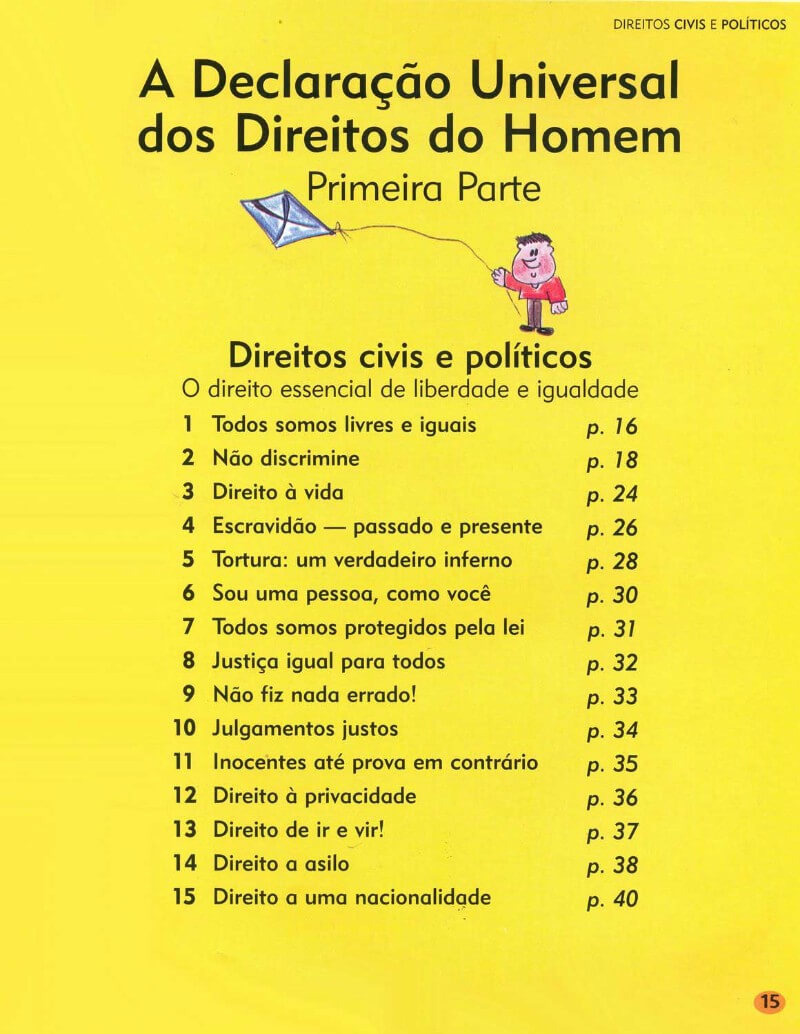 DIREITOS CIVIS E POLÍTICOS
A Declaração Universal
dos Direitos do Homem
Primeira Parte
Direitos civis e políticos
O direito essencial de liberdade e igualdade
1 Todos somos livres e iguais p. 16
2 Não discrimine p. 18
3 Direito à vida p. 24
4 Escravidão — passado e presente p. 26
5 Tortura: um verdadeiro inferno p. 28
6 Sou uma pessoa, como você p. 30
7 Todos somos protegidos pela lei p. 31
8 Justiça igual para todos p. 32
9 Não fiz nada errado! p. 33
10 Julgamentos justos p. 34
11 Inocentes até prova em contrário p. 35
12 Direito à privacidade p. 36
13 Direito de ir e vir! p. 37
14 Direito a asilo p. 38
15 Direito a uma nacionalidade p. 40
15